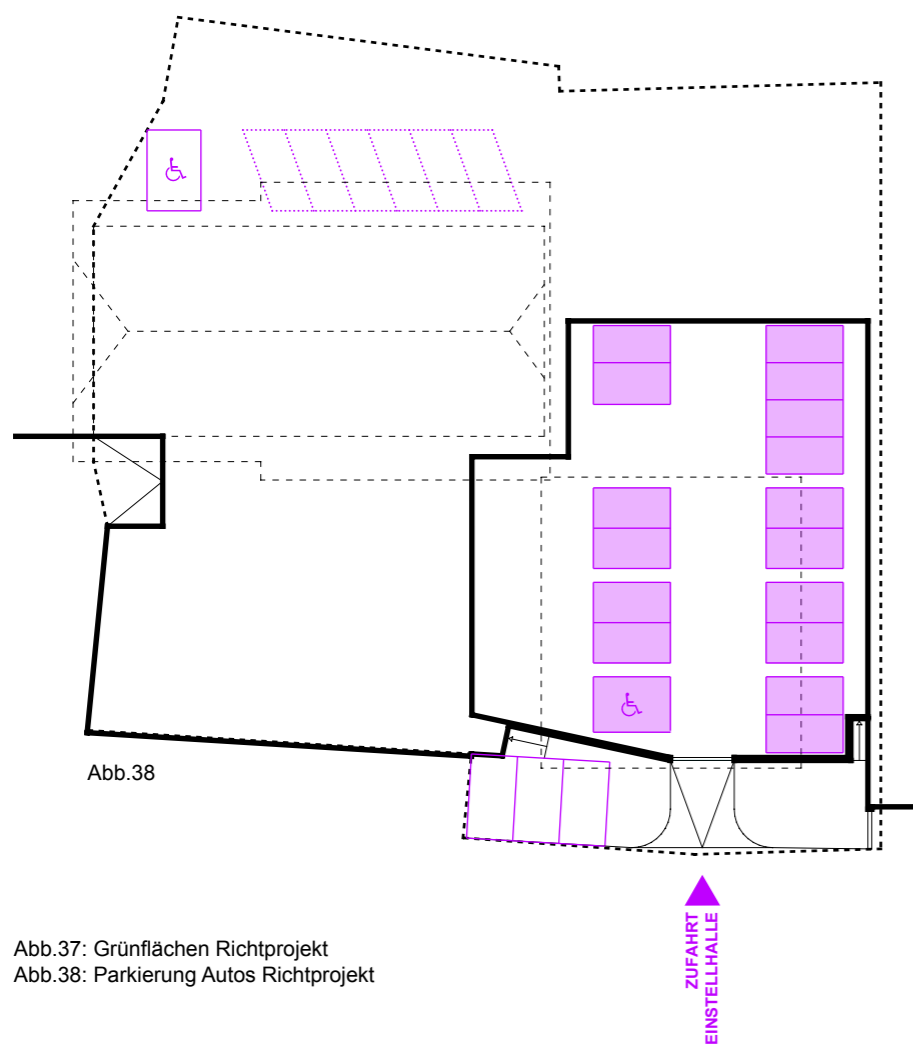 Abb.38
ZUFAHRT
EINSTELLHALLE
Abb.37: Grünflächen Richtprojekt
Abb.38: Parkierung Autos Richtprojekt